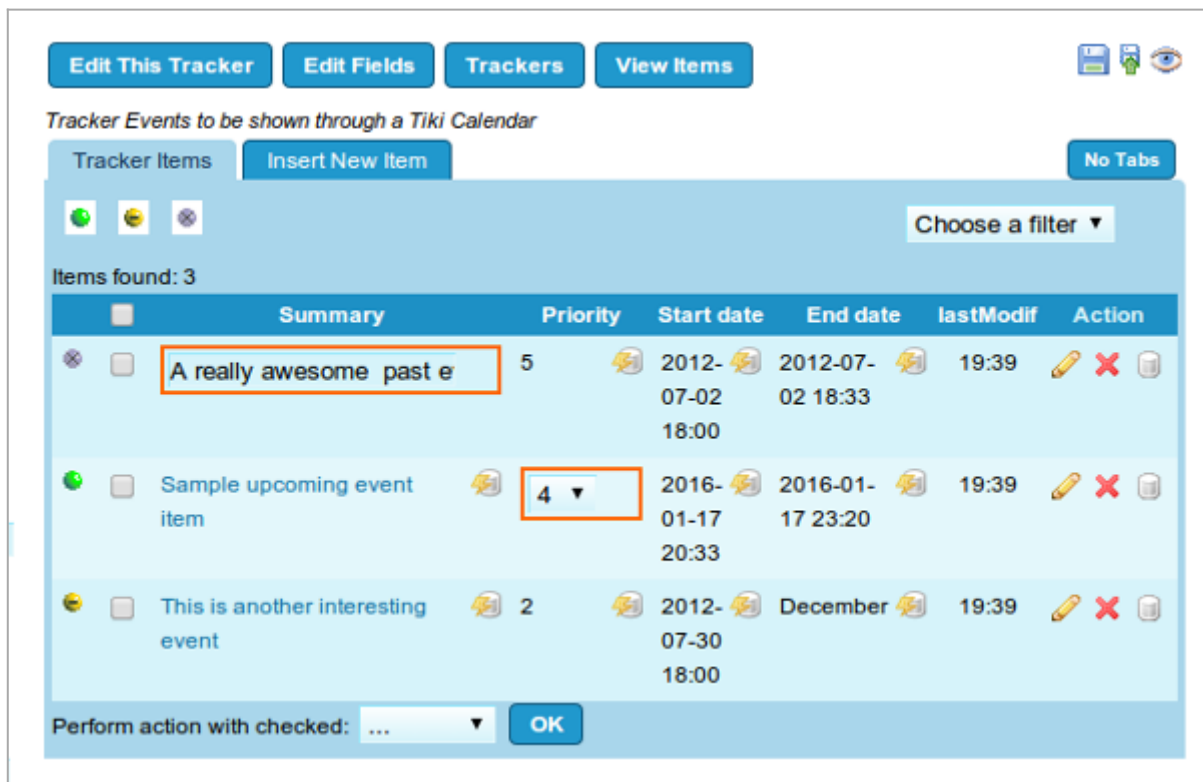 Edit This Tracker Edit Fields Trackers View Items
Tracker Events to be shown through a Tiki Calendar
Tracker Items Insert New Item No Tabs
Choose a filter
Items found: 3
Summary Priority Start date End date lastModif Action
A really awesome  past e 5 2012- 2012-07- 19:39
07-02 02 18:33
18:00
Sample upcoming event 4 2016- 2016-01- 19:39
item 01-17 17 23:20
20:33
This is another interesting 2 2012- December 19:39
event 07-30
18:00
Perform action with checked: ... OK